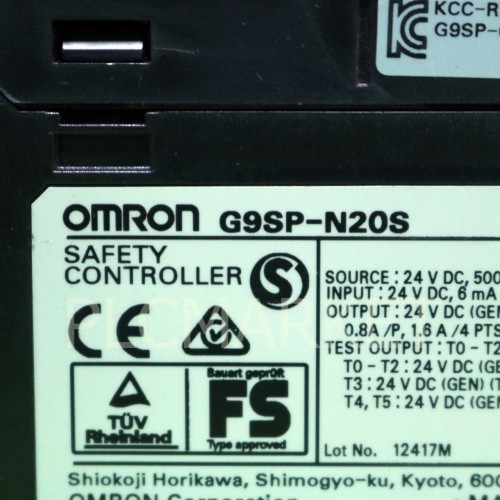 KCC-R
G9SP-
OMRON G9SP-N20S
SAFETY
CONTROLLER
SOURCE : 24 V DC, 500
INPUT : 24 V DC, 6 mA
OUTPUT : 24 V DC (GEN
0.8A /P, 1.6 A /4 PTS
TEST OUTPUT : T0 - T2
T0 - T2 : 24 V DC (GE
T3 : 24 V DC (GEN) (T
T4, T5 : 24 V DC (GEN
Lot No. 12417M
CE
PLCMAR
TÜV
Rheinland
Bauart geprüft
FS
Type approved
Shiokoji Horikawa, Shimogyo-ku, Kyoto, 60
OMRON Corporation